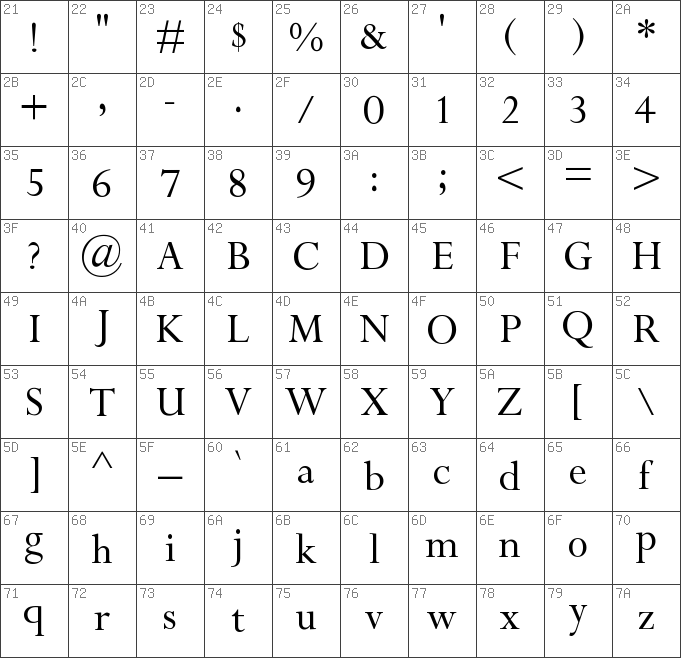 21 22 23 24 25 26 27 28 29 2A
! " # $ % & ' ( ) *
2B 2C 2D 2E 2F 30 31 32 33 34
+ , - . / 0 1 2 3 4
35 36 37 38 39 3A 3B 3C 3D 3E
5 6 7 8 9 : ; < = >
3F 40 41 42 43 44 45 46 47 48
? @ A B C D E F G H
49 4A 4B 4C 4D 4E 4F 50 51 52
I J K L M N O P Q R
53 54 55 56 57 58 59 5A 5B 5C
S T U V W X Y Z [ \
5D 5E 5F 60 61 62 63 64 65 66
] ^ _ ` a b c d e f
67 68 69 6A 6B 6C 6D 6E 6F 70
g h i j k l m n o p
71 72 73 74 75 76 77 78 79 7A
q r s t u v w x y z